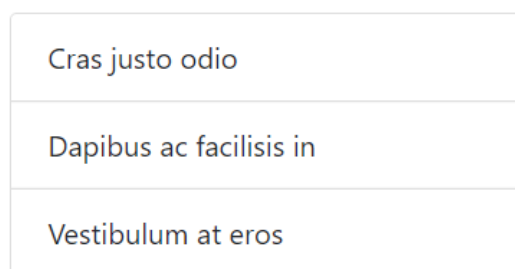 Cras justo odio
Dapibus ac facilisis in
Vestibulum at eros